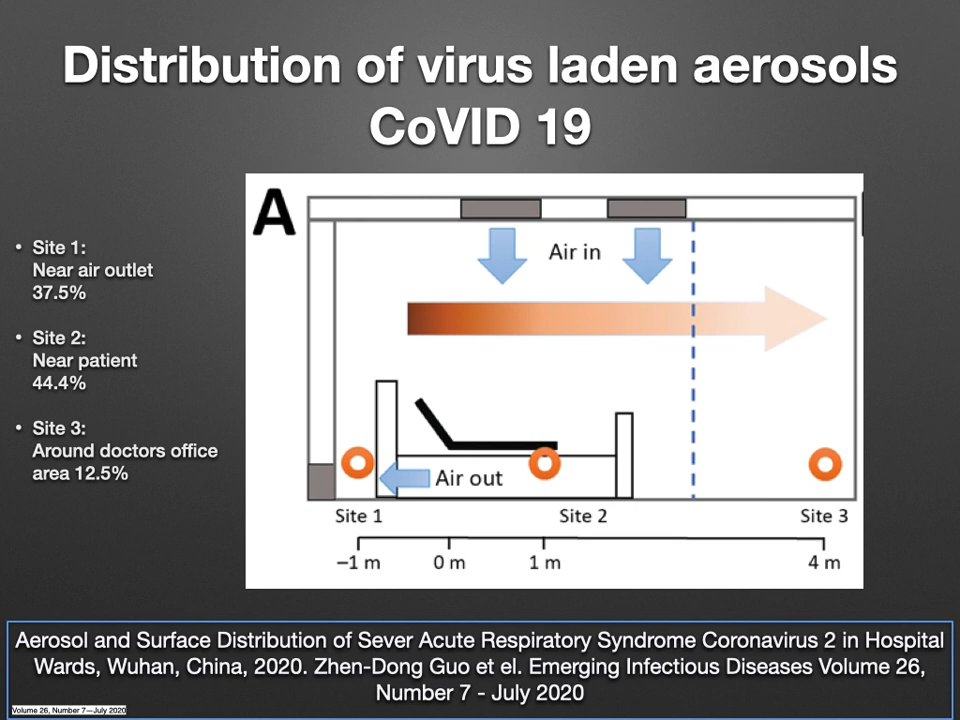 Distribution of virus laden aerosols
CoVID 19
• Site 1:
Near air outlet
37.5%
• Site 2:
Near patient
44.4%
• Site 3:
Around doctors office
area 12.5%
A
Air in
Air out
Site 1
Site 2
Site 3
–1 m
0 m
1 m
4 m
Aerosol and Surface Distribution of Sever Acute Respiratory Syndrome Coronavirus 2 in Hospital
Wards, Wuhan, China, 2020. Zhen-Dong Guo et el. Emerging Infectious Diseases Volume 26,
Number 7 - July 2020
Volume 26, Number 7—July 2020